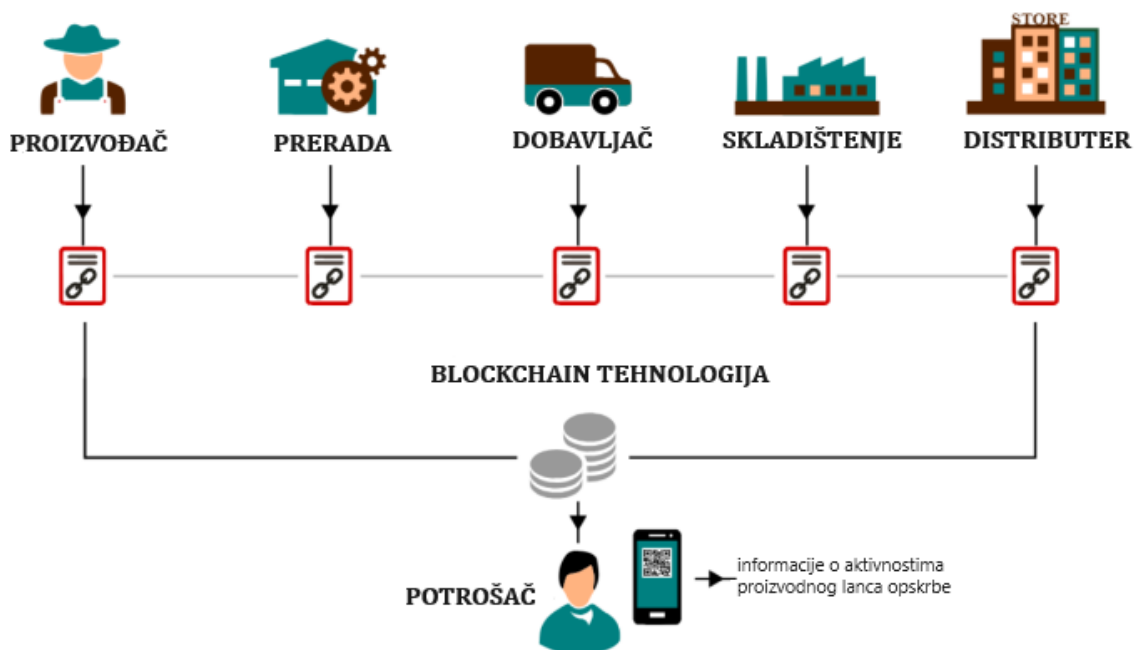 STORE
PROIZVOĐAČ
PRERADA
DOBAVLJAČ
SKLADIŠTENJE
DISTRIBUTER
BLOCKCHAIN TEHNOLOGIJA
POTROŠAČ
informacije o aktivnostima
proizvodnog lanca opskrbe